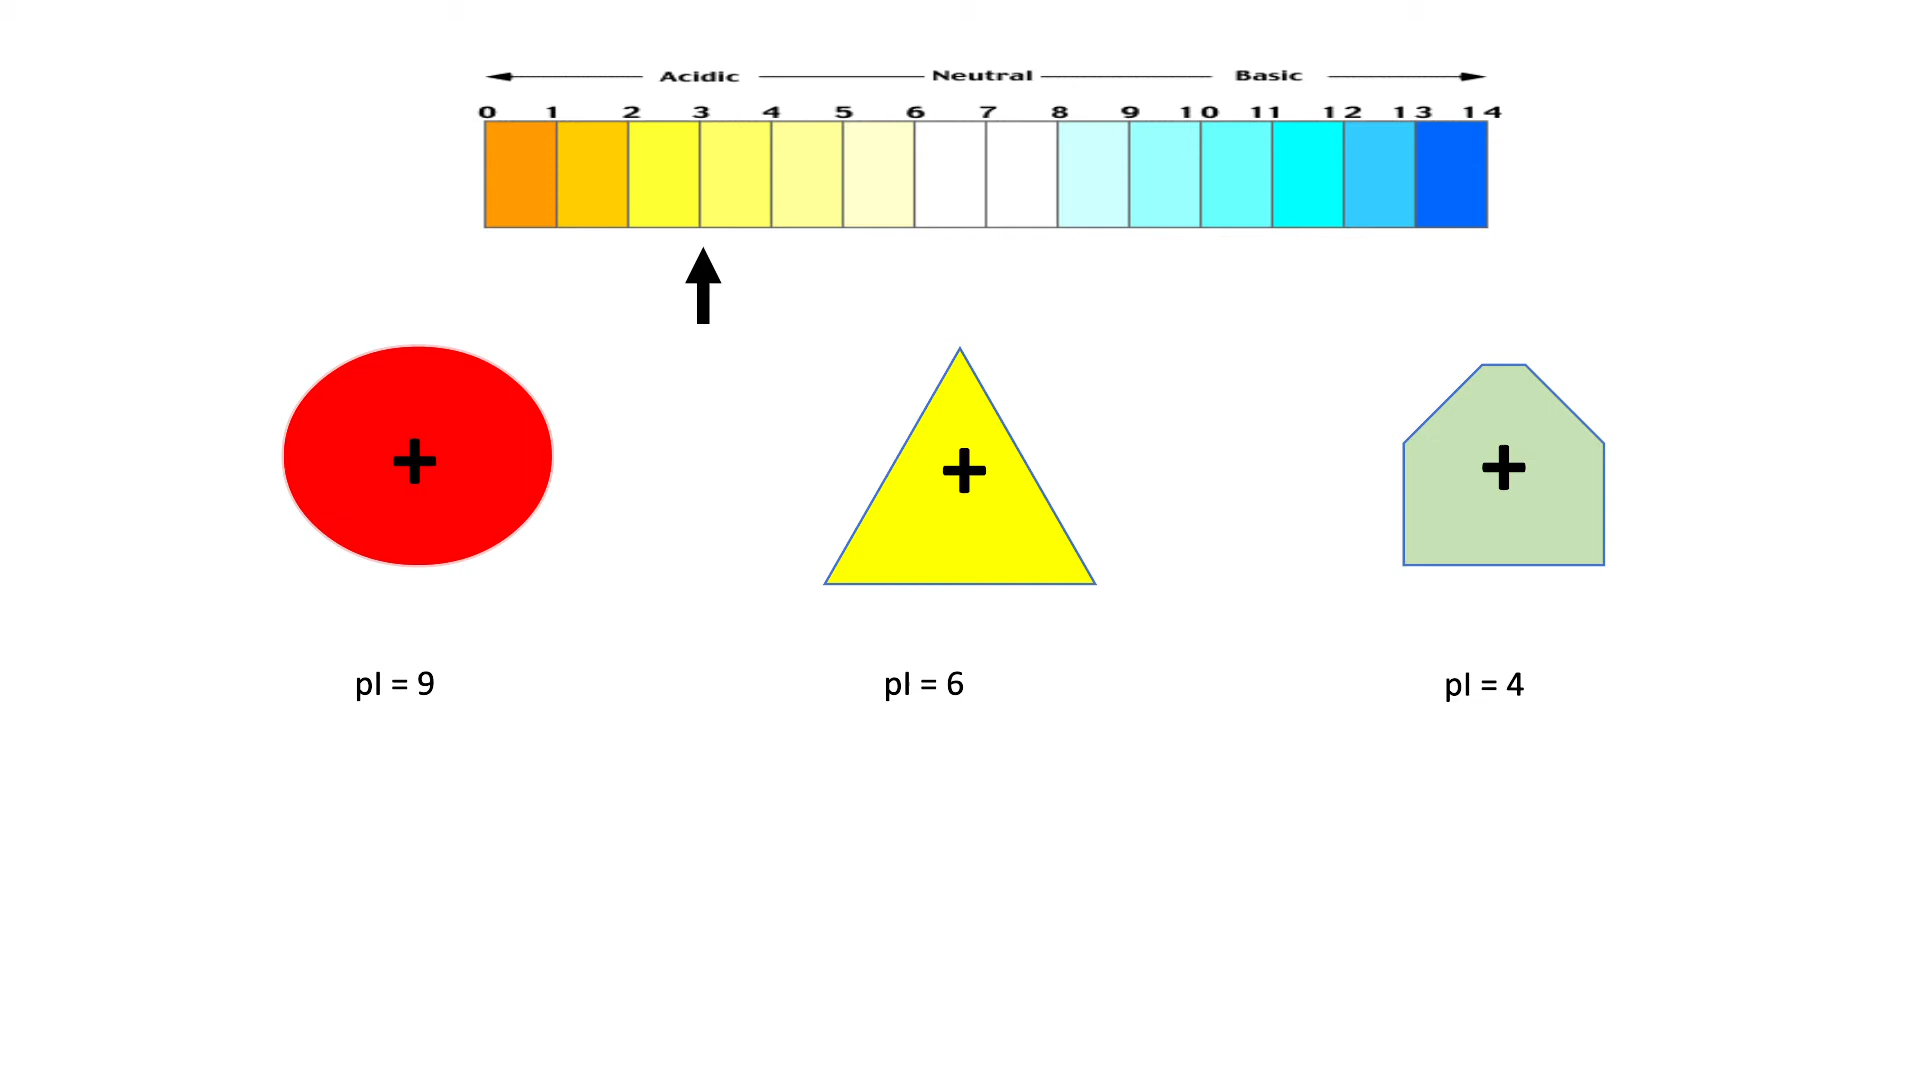 Acidic Neutral Basic
0 1 2 3 4 5 6 7 8 9 10 11 12 13 14
+ + +
pI = 9 pI = 6 pI = 4